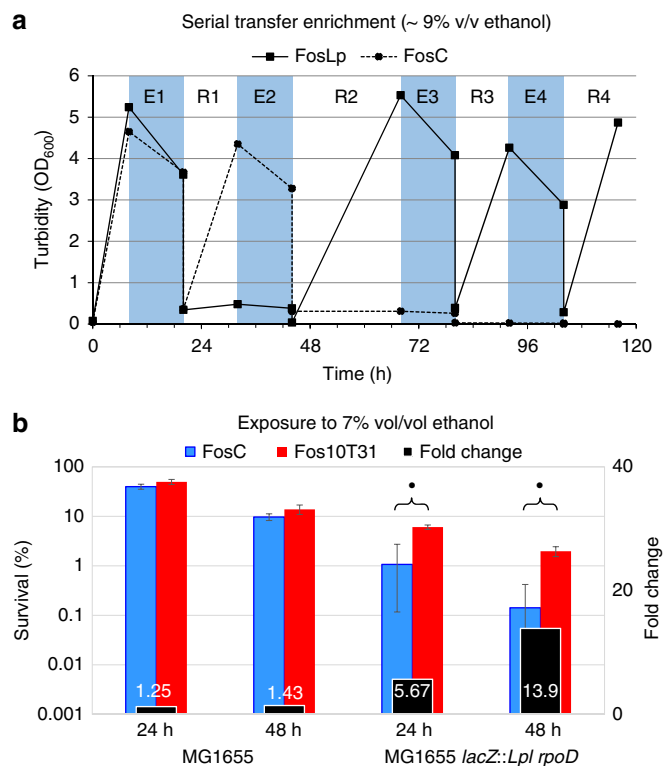 a
Serial transfer enrichment (~ 9% v/v ethanol)
FosLp FosC
E1 R1 E2 R2 E3 R3 E4 R4
6
5
4
3
2
1
0
Turbidity (OD600)
0 24 48 72 96 120
Time (h)
b
Exposure to 7% vol/vol ethanol
FosC Fos10T31 Fold change
100
10
1
0.1
0.01
0.001
Survival (%)
40
20
0
Fold change
1.25 1.43 5.67 13.9
24 h 48 h 24 h 48 h
MG1655 MG1655 lacZ::Lpl rpoD